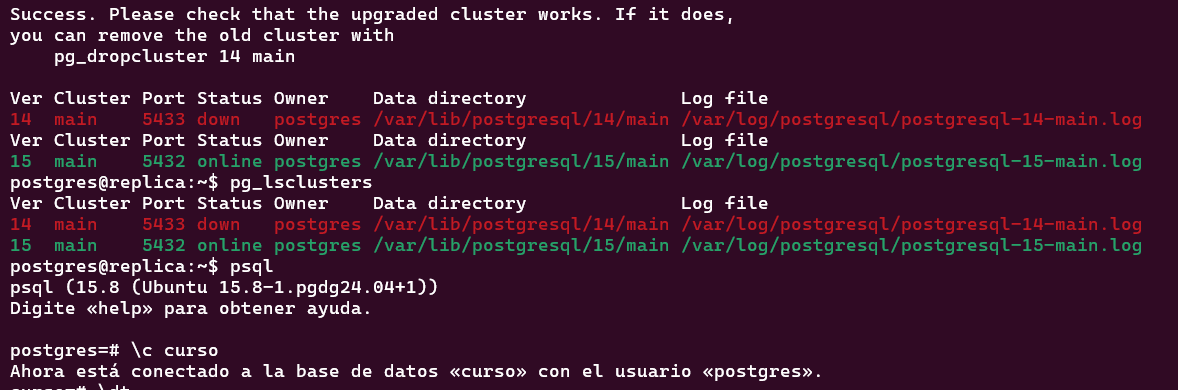 Success. Please check that the upgraded cluster works. If it does,
you can remove the old cluster with
    pg_dropcluster 14 main

Ver Cluster Port Status Owner    Data directory              Log file
14  main    5433 down   postgres /var/lib/postgresql/14/main /var/log/postgresql/postgresql-14-main.log
Ver Cluster Port Status Owner    Data directory              Log file
15  main    5432 online postgres /var/lib/postgresql/15/main /var/log/postgresql/postgresql-15-main.log
postgres@replica:~$ pg_lsclusters
Ver Cluster Port Status Owner    Data directory              Log file
14  main    5433 down   postgres /var/lib/postgresql/14/main /var/log/postgresql/postgresql-14-main.log
15  main    5432 online postgres /var/lib/postgresql/15/main /var/log/postgresql/postgresql-15-main.log
postgres@replica:~$ psql
psql (15.8 (Ubuntu 15.8-1.pgdg24.04+1))
Digite «help» para obtener ayuda.

postgres=# \c curso
Ahora está conectado a la base de datos «curso» con el usuario «postgres».
curso=# \dt